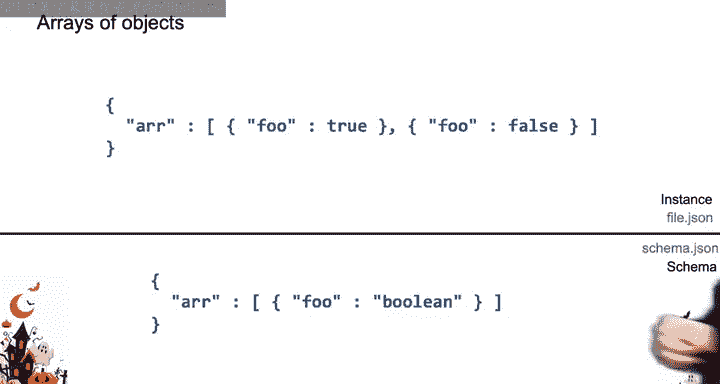 Arrays of objects
{
"arr" : [ { "foo" : true }, { "foo" : false } ]
}
Instance
file.json
schema.json
Schema
{
"arr" : [ { "foo" : "boolean" } ]
}